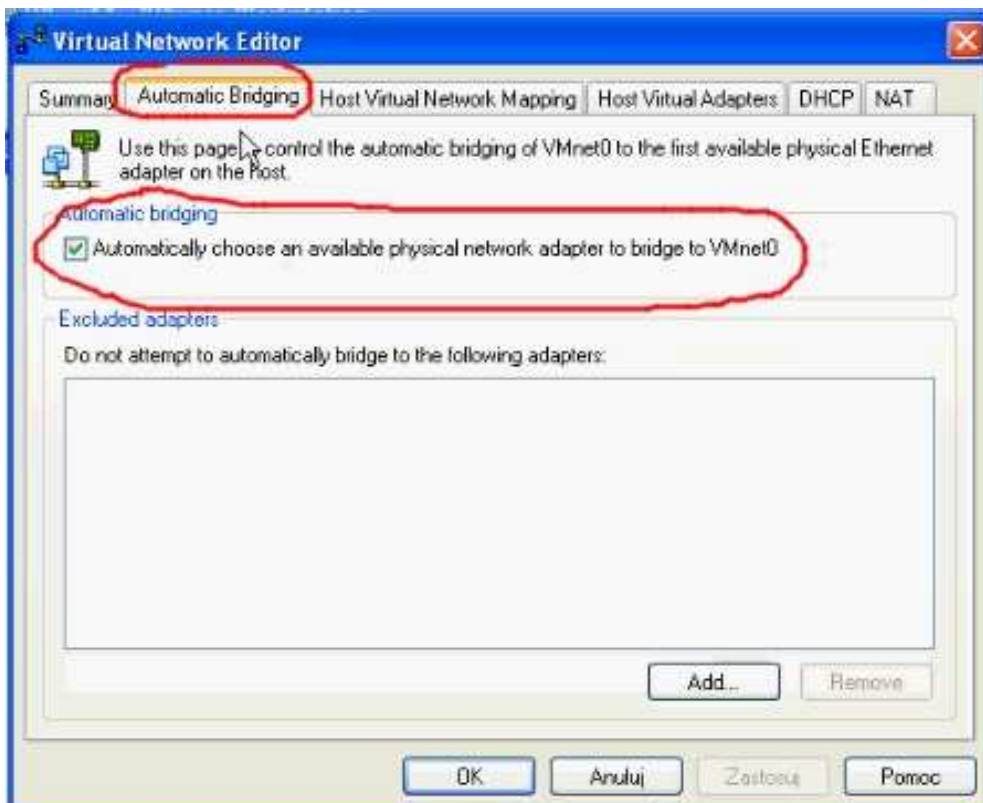 Virtual Network Editor
Summary Automatic Bridging Host Virtual Network Mapping Host Virtual Adapters DHCP NAT
Use this page control the automatic bridging of VMnet0 to the first available physical Ethernet
adapter on the host.
Automatic bridging
Automatically choose an available physical network adapter to bridge to VMnet0
Excluded adapters
Do not attempt to automatically bridge to the following adapters:
Add... Remove
OK Anuluj Zastosuj Pomoc